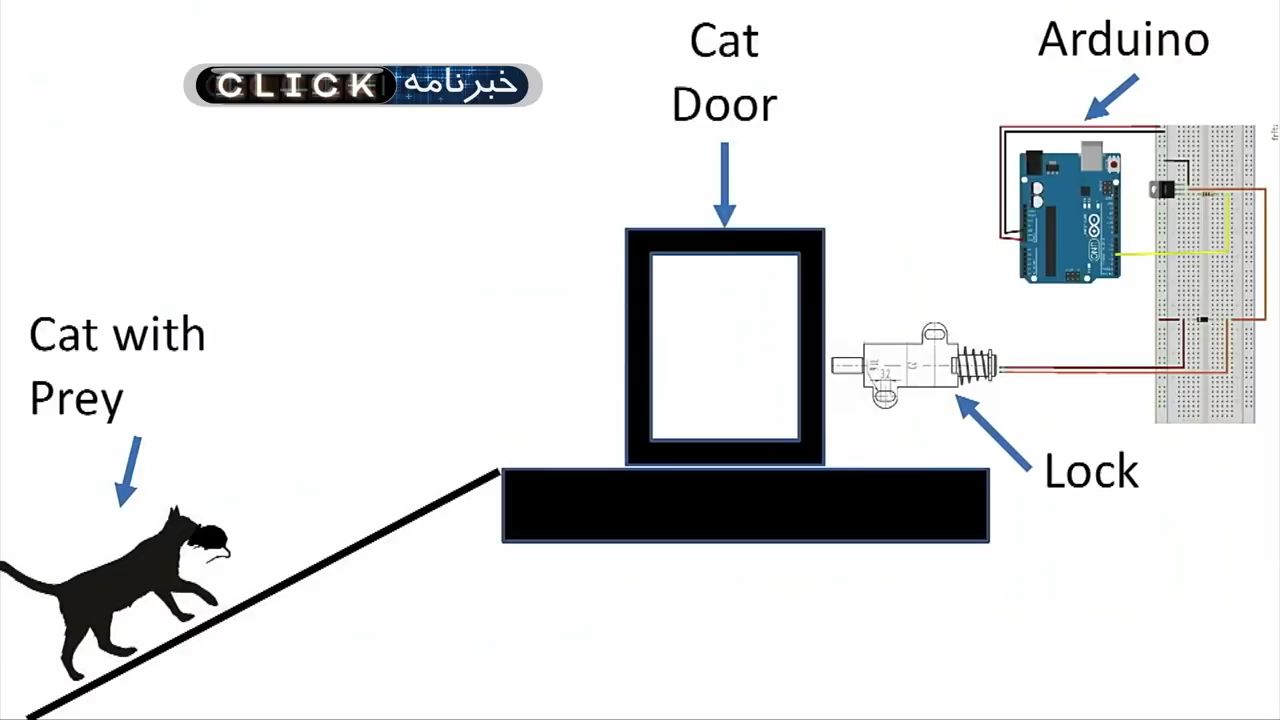 Cat
Door
Arduino
CLICK خبرنامه
Cat with
Prey
Lock